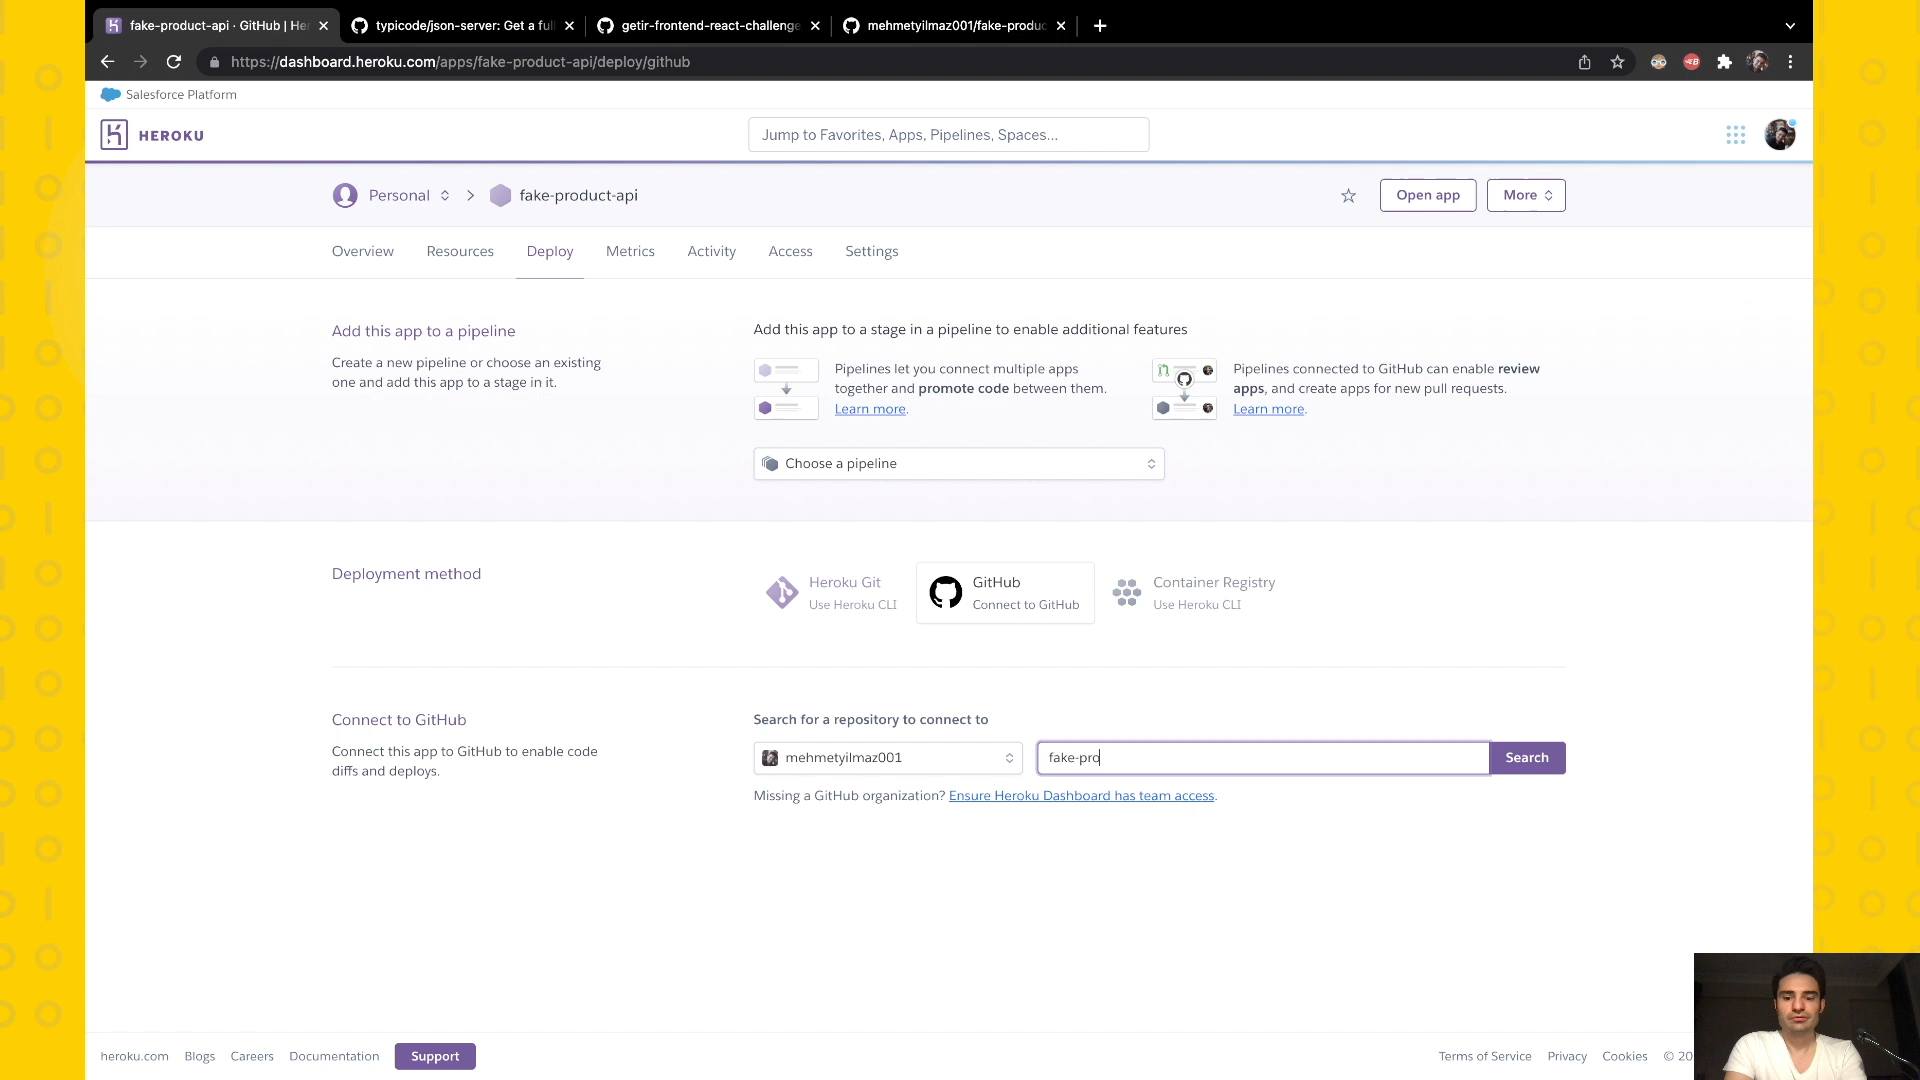 fake-product-api · GitHub | He
typicode/json-server: Get a full
getir-frontend-react-challenge
mehmetyilmaz001/fake-produc
https://dashboard.heroku.com/apps/fake-product-api/deploy/github
Salesforce Platform
HEROKU
Jump to Favorites, Apps, Pipelines, Spaces...
Personal
fake-product-api
Open app
More
Overview
Resources
Deploy
Metrics
Activity
Access
Settings
Add this app to a pipeline
Create a new pipeline or choose an existing
one and add this app to a stage in it.
Add this app to a stage in a pipeline to enable additional features
Pipelines let you connect multiple apps
together and promote code between them.
Learn more.
Pipelines connected to GitHub can enable review
apps, and create apps for new pull requests.
Learn more.
Choose a pipeline
Deployment method
Heroku Git
Use Heroku CLI
GitHub
Connect to GitHub
Container Registry
Use Heroku CLI
Connect to GitHub
Connect this app to GitHub to enable code
diffs and deploys.
Search for a repository to connect to
mehmetyilmaz001
fake-pro
Search
Missing a GitHub organization? Ensure Heroku Dashboard has team access.
heroku.com
Blogs
Careers
Documentation
Support
Terms of Service
Privacy
Cookies
© 20